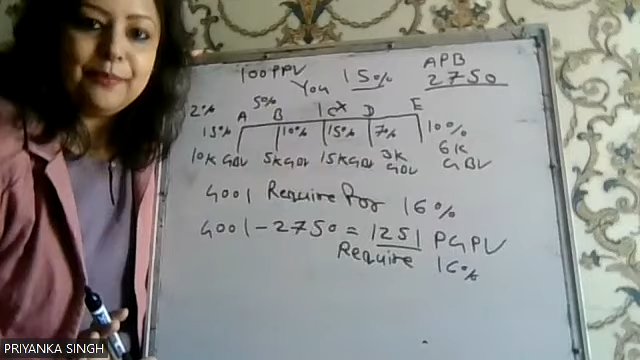 100PPV
You 15%
APB
2750
2% 5%
A B C D E
13% 10% 15% 7% 10%
10K GBV 5K GBV 15K GBV 3K GBV 6K GBV
4001 Require for 16%
4001 - 2750 = 1251 PGPV
Require 16%
PRIYANKA SINGH